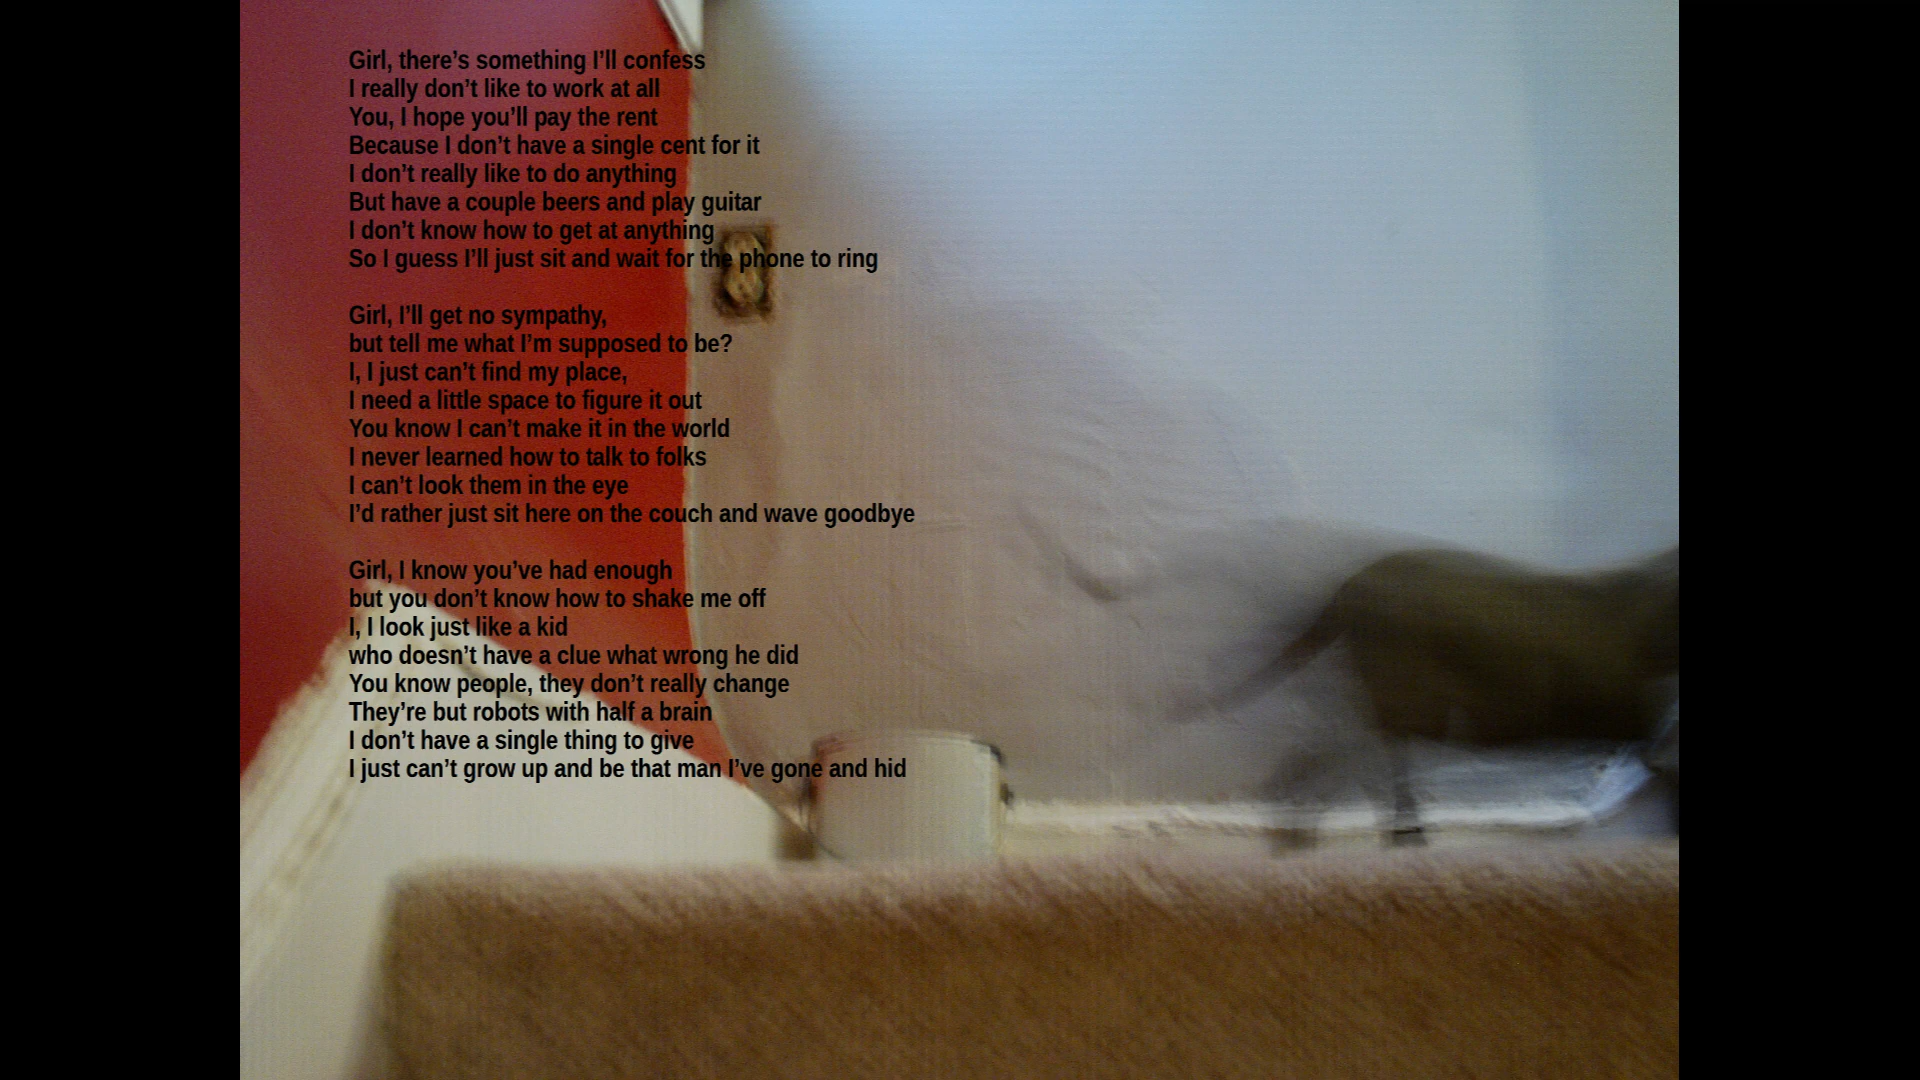 Girl, there’s something I’ll confess
I really don’t like to work at all
You, I hope you’ll pay the rent
Because I don’t have a single cent for it
I don’t really like to do anything
But have a couple beers and play guitar
I don’t know how to get at anything
So I guess I’ll just sit and wait for the phone to ring
Girl, I’ll get no sympathy,
but tell me what I’m supposed to be?
I, I just can’t find my place,
I need a little space to figure it out
You know I can’t make it in the world
I never learned how to talk to folks
I can’t look them in the eye
I’d rather just sit here on the couch and wave goodbye
Girl, I know you’ve had enough
but you don’t know how to shake me off
I, I look just like a kid
who doesn’t have a clue what wrong he did
You know people, they don’t really change
They’re but robots with half a brain
I don’t have a single thing to give
I just can’t grow up and be that man I’ve gone and hid